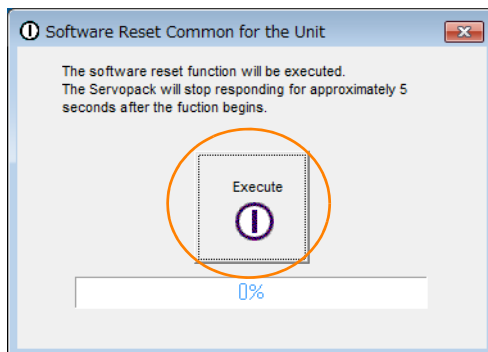 Software Reset Common for the Unit
The software reset function will be executed.
The Servopack will stop responding for approximately 5
seconds after the fuction begins.
Execute
0%